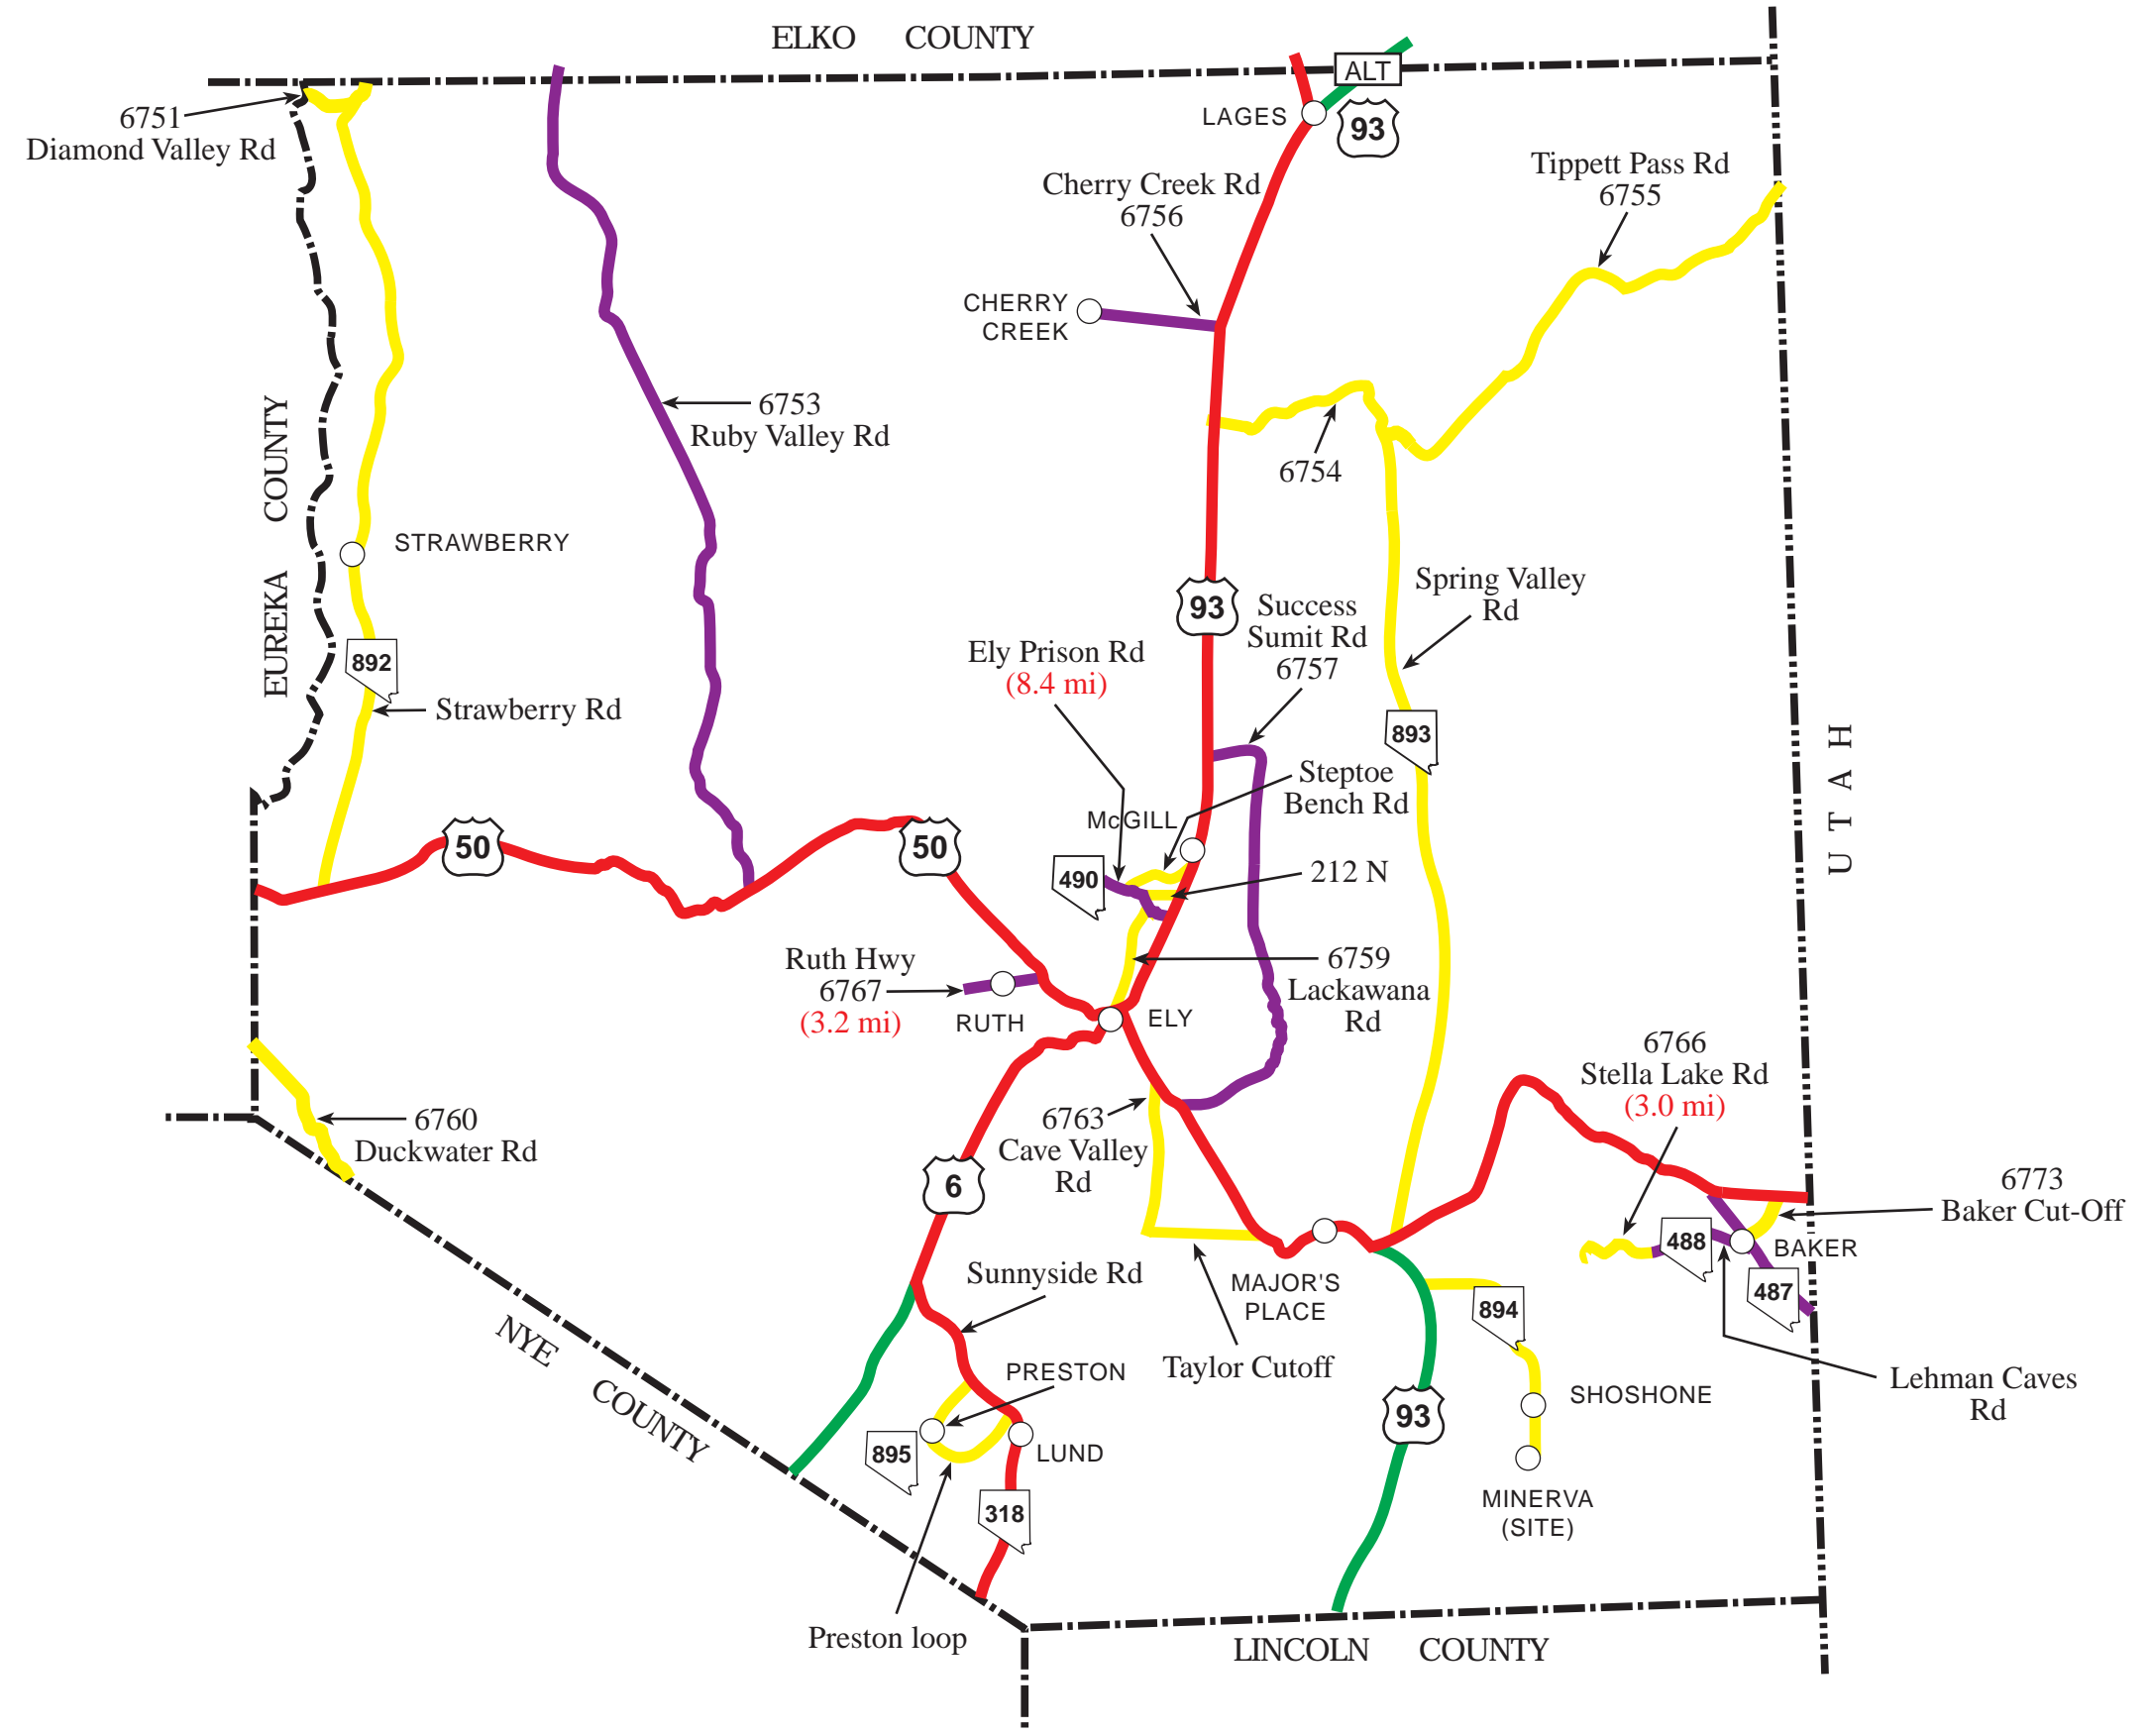 ELKO COUNTY
ALT
93
LAGES
6751
Diamond Valley Rd
Tippett Pass Rd
6755
Cherry Creek Rd
6756
CHERRY
CREEK
6753
Ruby Valley Rd
6754
EUREKA COUNTY
STRAWBERRY
892
Strawberry Rd
93
Success
Sumit Rd
6757
Spring Valley
Rd
Ely Prison Rd
(8.4 mi)
893
UTAH
Steptoe
Bench Rd
McGILL
50
50
490
212 N
Ruth Hwy
6767
(3.2 mi)
RUTH
ELY
6759
Lackawana
Rd
6766
Stella Lake Rd
(3.0 mi)
6760
Duckwater Rd
6763
Cave Valley
Rd
6
6773
Baker Cut-Off
488
BAKER
487
Sunnyside Rd
MAJOR'S
PLACE
894
Taylor Cutoff
NYE COUNTY
PRESTON
SHOSHONE
Lehman Caves
Rd
93
895
LUND
318
MINERVA
(SITE)
Preston loop
LINCOLN COUNTY